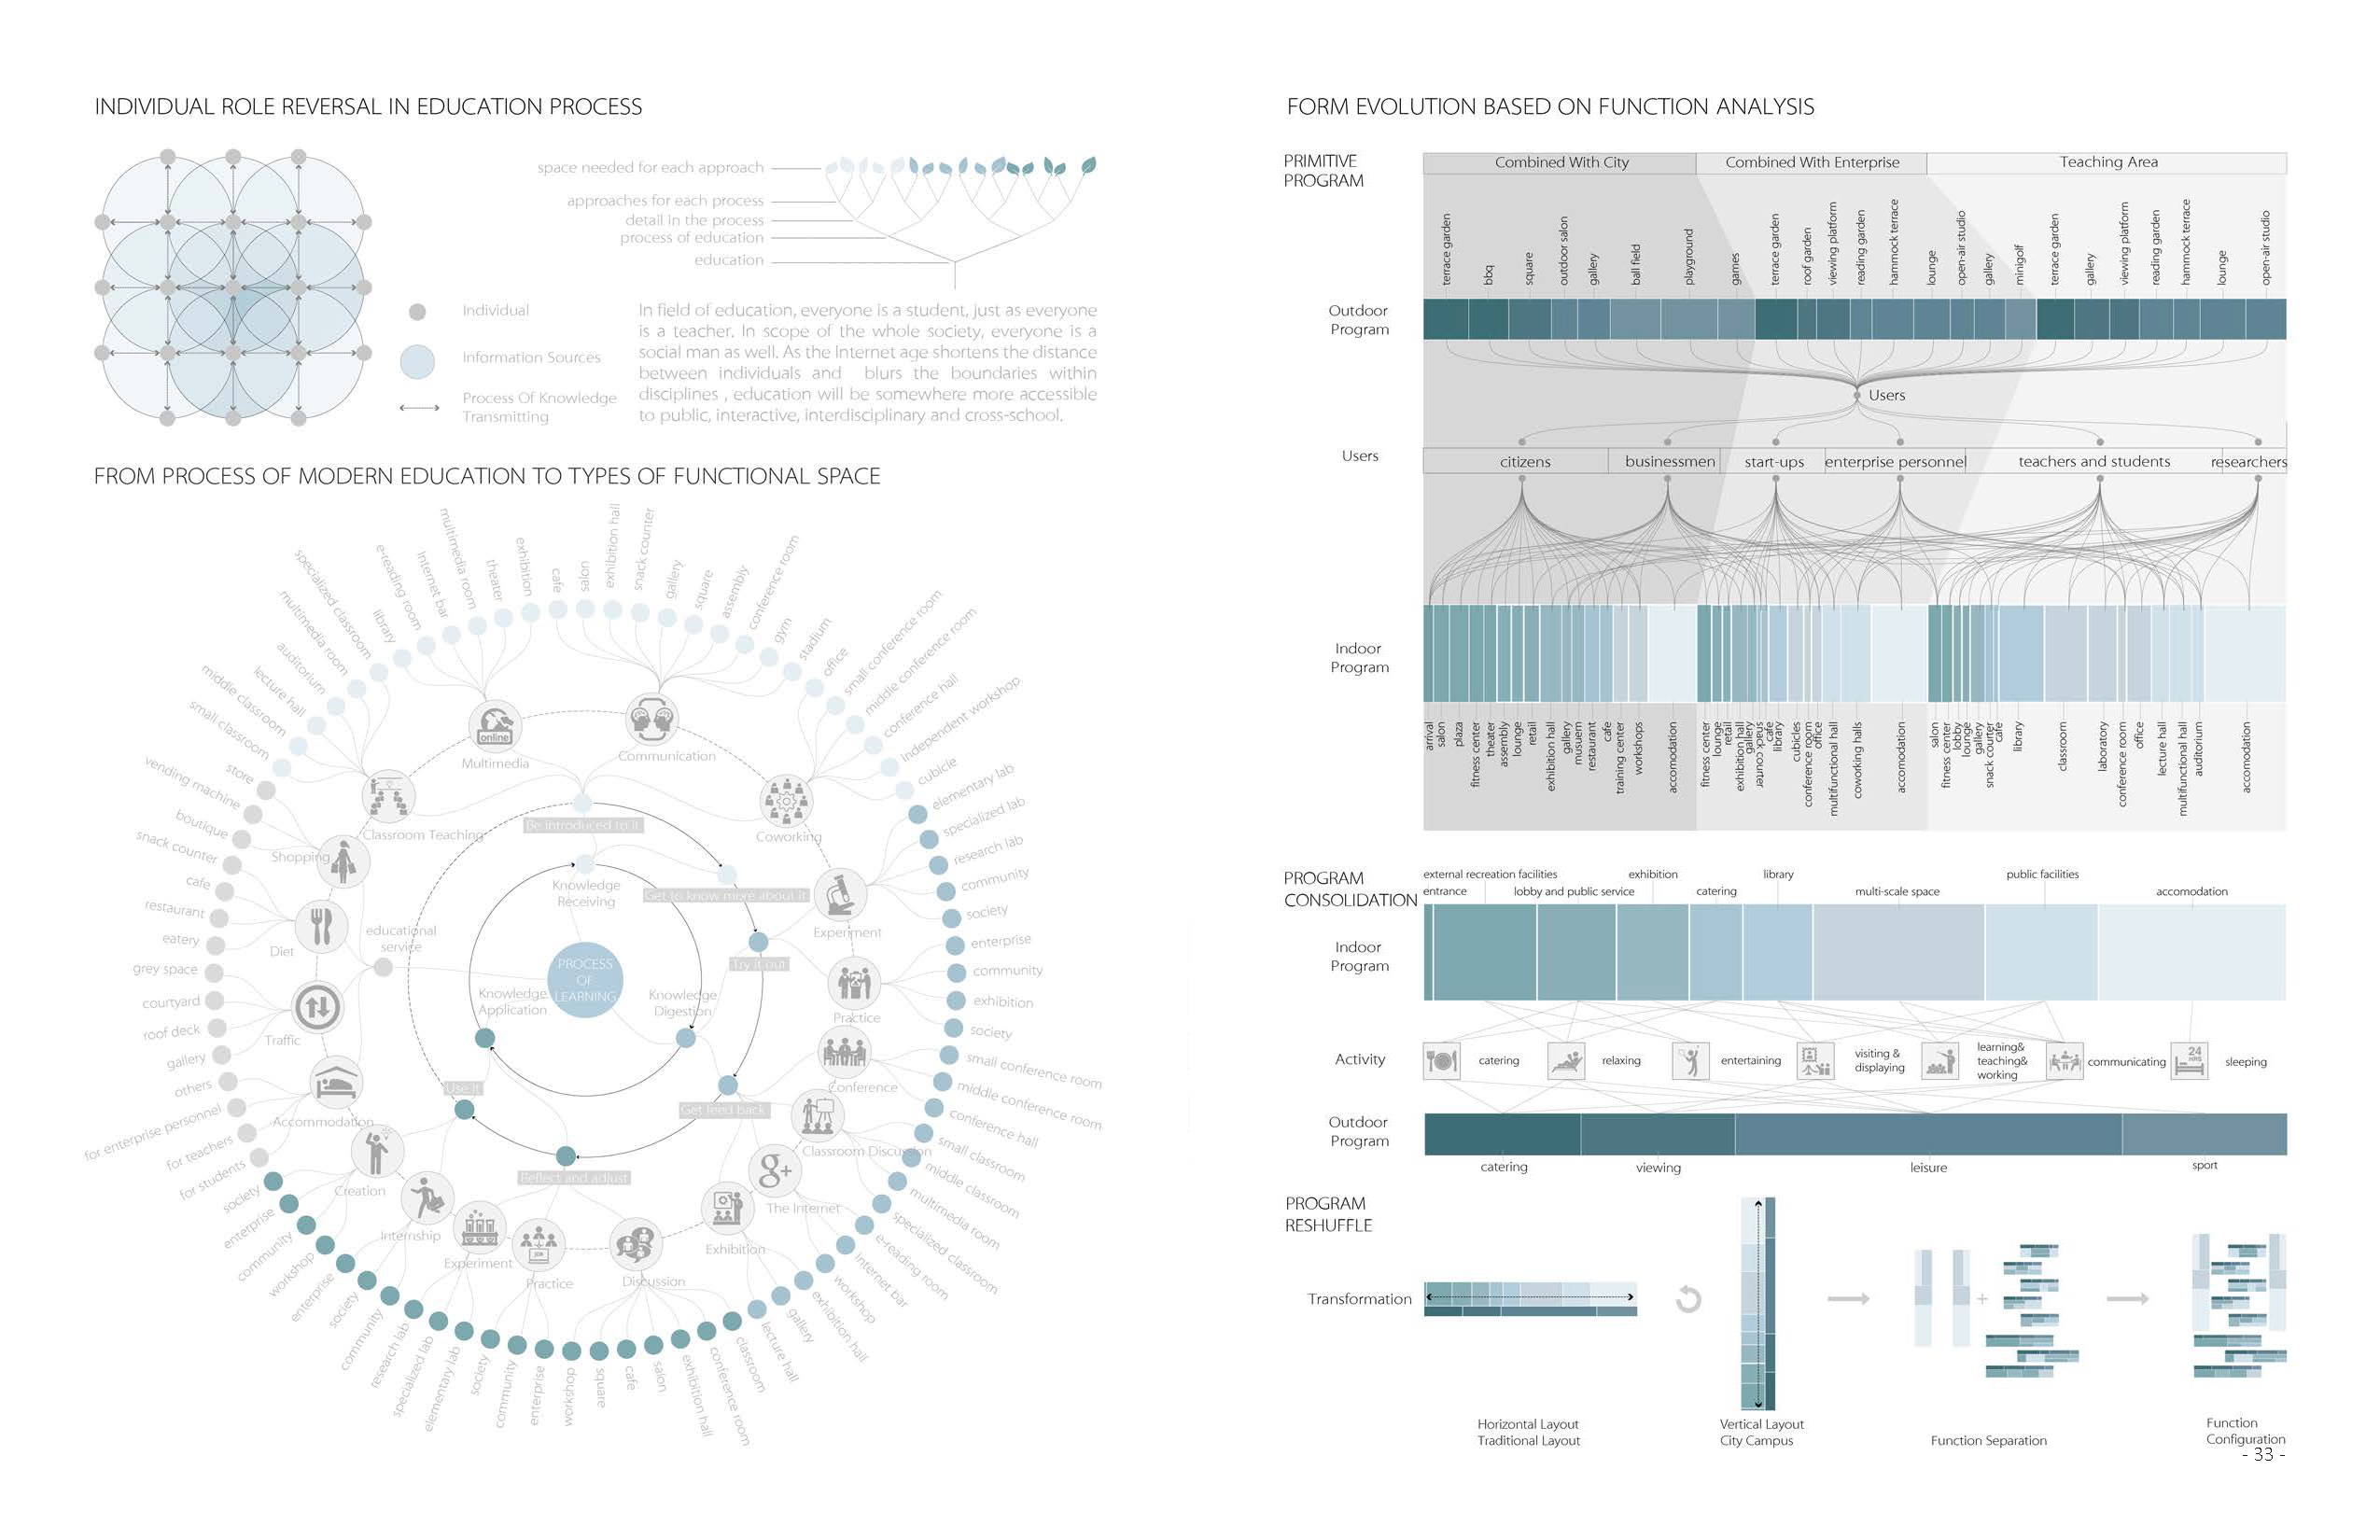 INDIVIDUAL ROLE REVERSAL IN EDUCATION PROCESS
space needed for each approach
approaches for each process
detail in the process
process of education
education
Individual
Information Sources
Process Of Knowledge
Transmitting
In field of education, everyone is a student, just as everyone
is a teacher. In scope of the whole society, everyone is a
social man as well. As the Internet age shortens the distance
between individuals and blurs the boundaries within
disciplines , education will be somewhere more accessible
to public, interactive, interdisciplinary and cross-school.
FROM PROCESS OF MODERN EDUCATION TO TYPES OF FUNCTIONAL SPACE
small classroom
middle classroom
lecture hall
auditorium
multimedia room
specialized classroom
library
e-reading room
Internet bar
multimedia room
theater
exhibition
cafe
salon
exhibition hall
snack counter
gallery
square
assembly
conference room
gym
stadium
office
small conference room
middle conference room
conference hall
independent workshop
cubicle
elementary lab
specialized lab
research lab
community
society
enterprise
community
exhibition
society
small conference room
middle conference room
conference hall
small classroom
middle classroom
multimedia room
specialized classroom
e-reading room
Internet bar
workshop
exhibition hall
gallery
lecture hall
classroom
conference room
exhibition hall
salon
cafe
square
workshop
enterprise
community
society
elementary lab
specialized lab
research lab
community
society
enterprise
workshop
community
enterprise
society
for students
for teachers
for enterprise personnel
others
gallery
roof deck
courtyard
grey space
eatery
restaurant
cafe
snack counter
boutique
vending machine
store
online
Multimedia
Communication
Classroom Teaching
Coworking
Shopping
Experiment
Diet
Practice
Traffic
Conference
Accommodation
Classroom Discussion
Creation
g+
The Internet
Internship
Exhibition
Experiment
JOIN
Practice
Discussion
educational
service
Be introduced to it
Get to know more about it
Try it out
Get feed back
Reflect and adjust
Use it
Knowledge
Receiving
Knowledge
Digestion
Knowledge
Application
PROCESS
OF
LEARNING
FORM EVOLUTION BASED ON FUNCTION ANALYSIS
PRIMITIVE
PROGRAM
Combined With City
Combined With Enterprise
Teaching Area
terrace garden
bbq
square
outdoor salon
gallery
ball field
playground
games
terrace garden
roof garden
viewing platform
reading garden
hammock terrace
lounge
open-air studio
gallery
minigolf
terrace garden
gallery
viewing platform
reading garden
hammock terrace
lounge
open-air studio
Outdoor
Program
Users
Users
citizens
businessmen
start-ups
enterprise personnel
teachers and students
researchers
Indoor
Program
arrival
salon
plaza
fitness center
theater
assembly
lounge
retail
exhibition hall
gallery
musuem
restaurant
cafe
training center
workshops
accomodation
fitness center
lounge
retail
exhibition hall
gallery
snack counter
cafe
library
cubicles
conference room
office
multifunctional hall
coworking halls
accomodation
salon
fitness center
lobby
lounge
gallery
snack counter
cafe
library
classroom
laboratory
conference room
office
lecture hall
multifunctional hall
auditorium
accomodation
PROGRAM
CONSOLIDATION
external recreation facilities
exhibition
library
public facilities
entrance
lobby and public service
catering
multi-scale space
accomodation
Indoor
Program
Activity
catering
relaxing
entertaining
visiting &
displaying
learning&
teaching&
working
communicating
24
HRS
sleeping
Outdoor
Program
catering
viewing
leisure
sport
PROGRAM
RESHUFFLE
Transformation
+
Horizontal Layout
Traditional Layout
Vertical Layout
City Campus
Function Separation
Function
Configuration
- 33 -